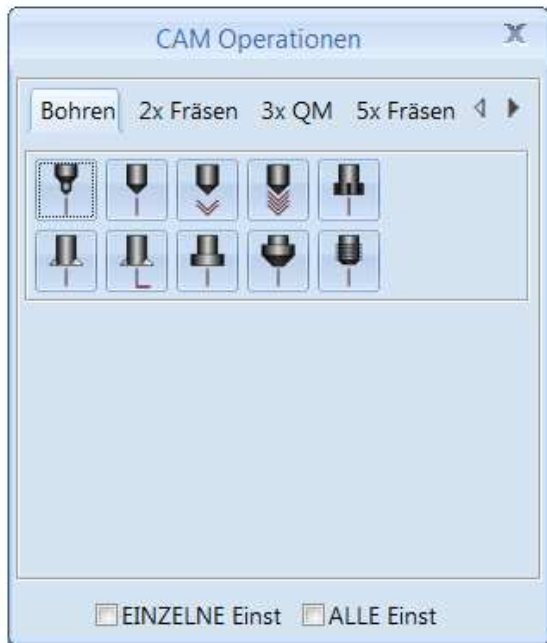 CAM Operationen
Bohren 2x Fräsen 3x QM 5x Fräsen
EINZELNE Einst ALLE Einst